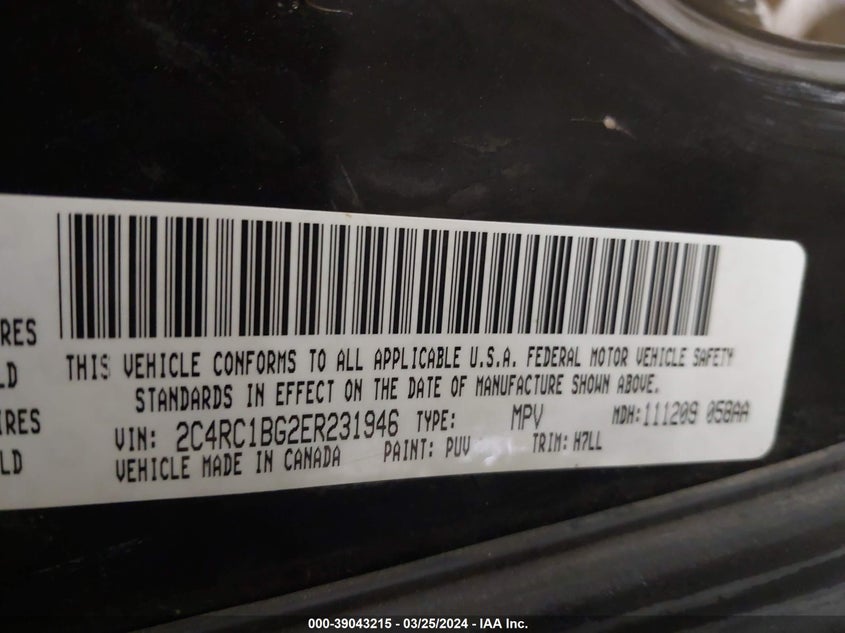 RES
LD
IRES
LD
THIS VEHICLE CONFORMS TO ALL APPLICABLE U.S.A. FEDERAL MOTOR VEHICLE SAFETY
STANDARDS IN EFFECT ON THE DATE OF MANUFACTURE SHOWN ABOVE.
VIN: 2C4RC1BG2ER231946 TYPE: MPV MDH: 111209 058AA
VEHICLE MADE IN CANADA PAINT: PUV TRIM: H7LL
000-39043215 - 03/25/2024 - IAA Inc.